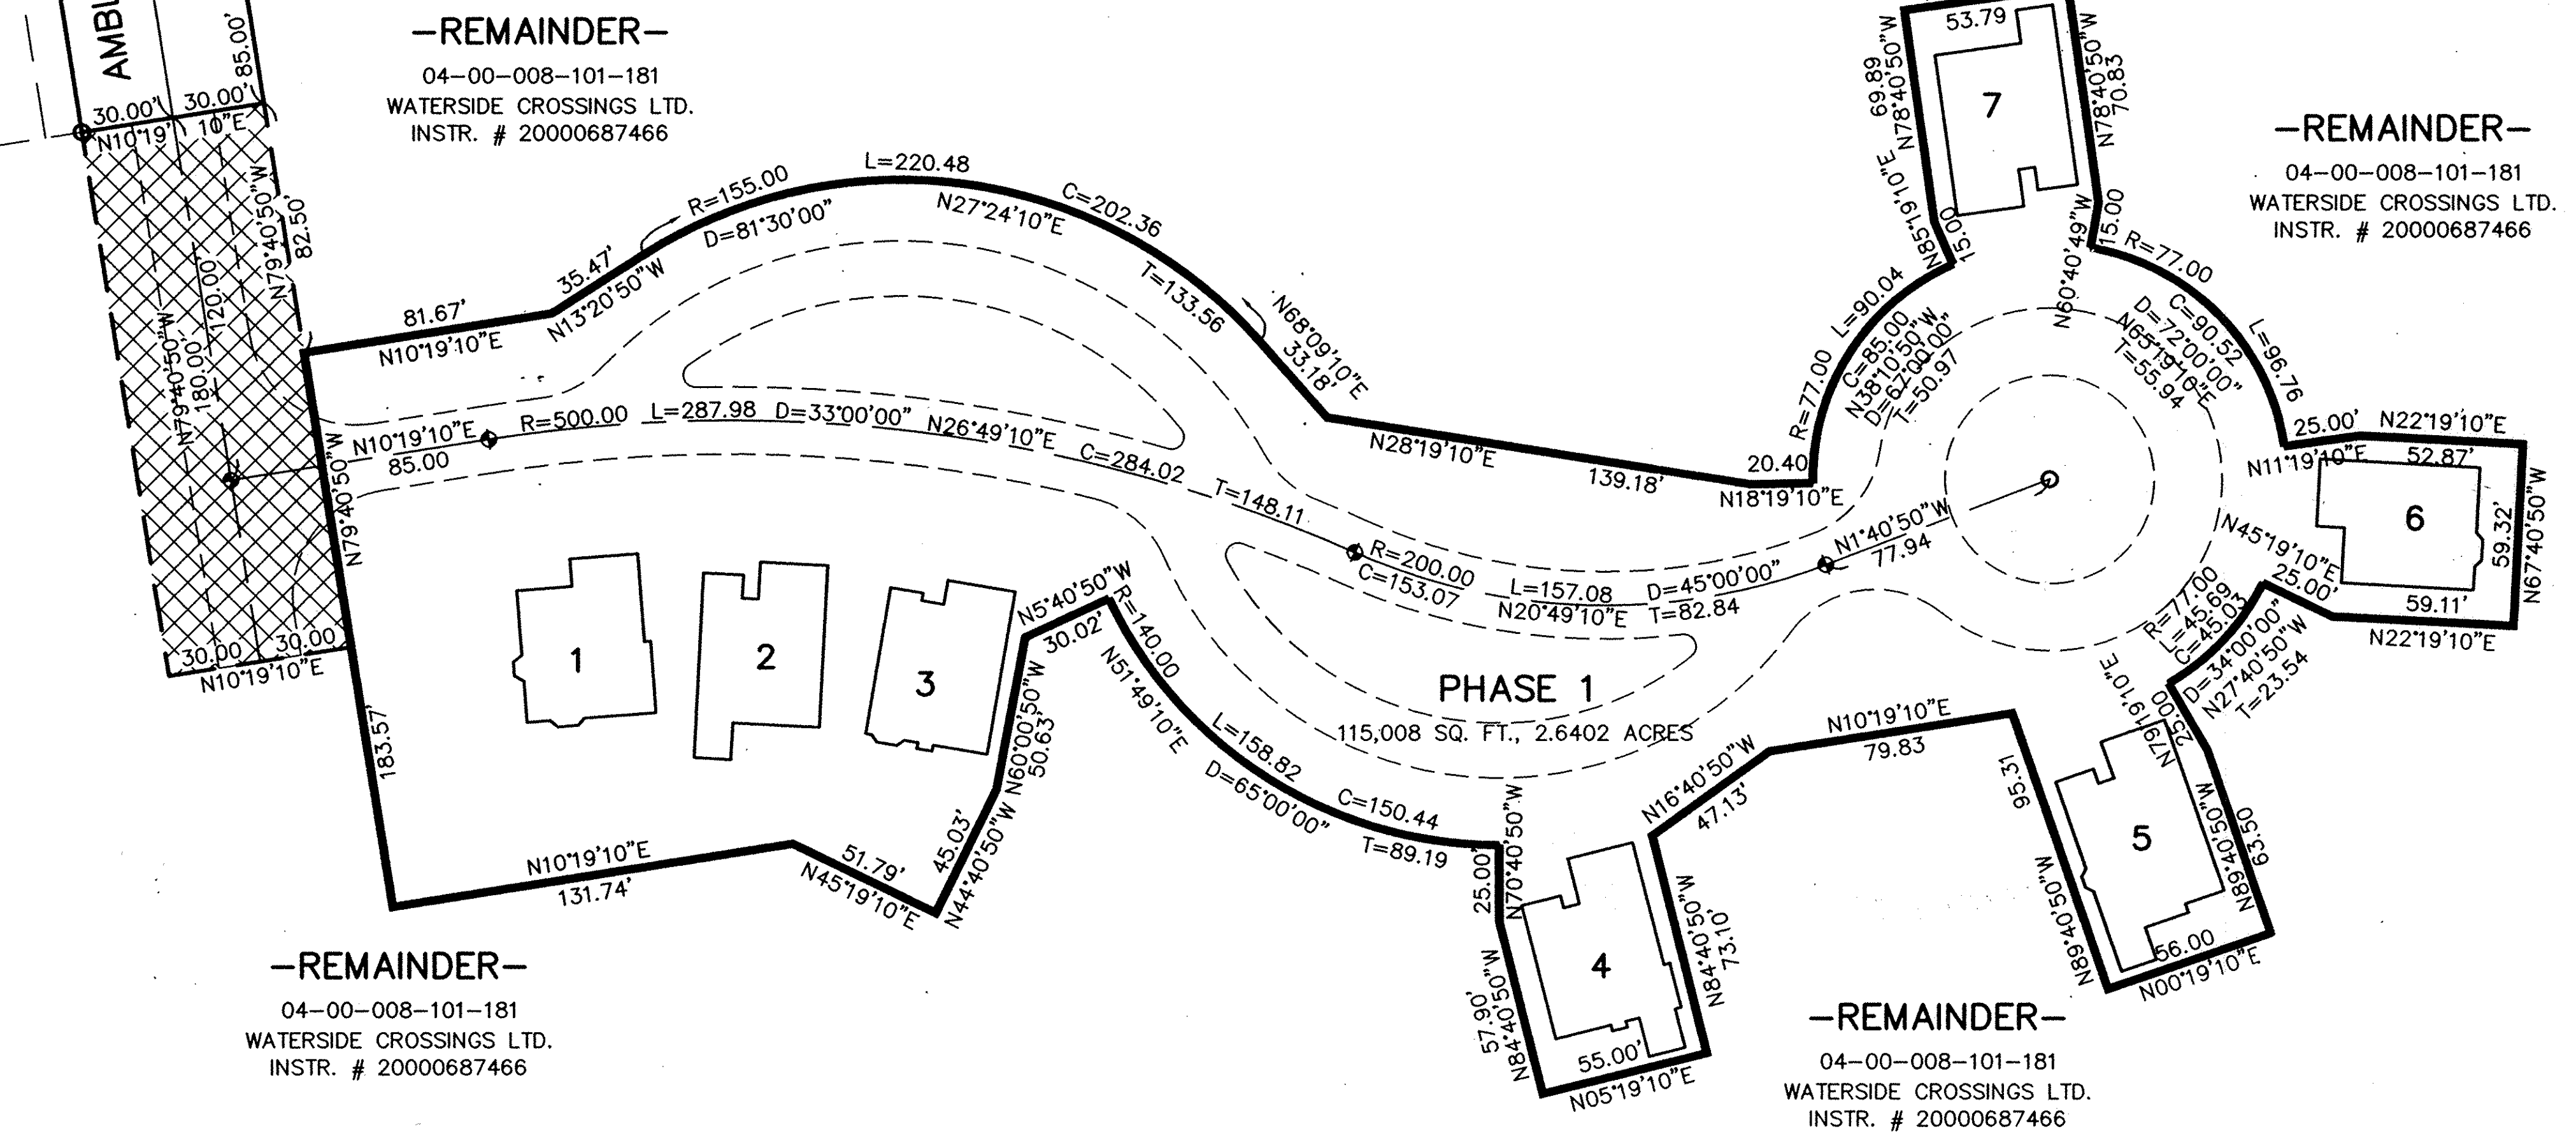 AMBL
85.00'
30.00'
30.00'
N10°19'
10"E
-REMAINDER-
04-00-008-101-181
WATERSIDE CROSSINGS LTD.
INSTR. # 20000687466
N79°40'50"W
82.50'
120.00'
180.00'
N79°40'50"W
30.00
30.00
N10°19'10"E
81.67'
N10°19'10"E
35.47'
N13°20'50"W
R=155.00
L=220.48
C=202.36
D=81°30'00"
N27°24'10"E
T=133.56
N68°09'10"E
33.18'
N28°19'10"E
139.18'
20.40
N18°19'10"E
R=77.00
L=90.04
C=85.00
N38°10'50"W
D=67°00'00"
T=50.97
N85°19'10"E
15.00
69.89
N78°40'50"W
53.79
7
N78°40'50"W
70.83
N60°40'49"W
15.00
R=77.00
C=90.52
L=96.76
D=72°00'00"
N65°19'10"E
T=55.94
-REMAINDER-
04-00-008-101-181
WATERSIDE CROSSINGS LTD.
INSTR. # 20000687466
25.00'
N11°19'10"E
N22°19'10"E
52.87'
6
59.32'
N67°40'50"W
59.11'
N22°19'10"E
N45°19'10"E
25.00'
R=77.00
L=45.69
C=45.03
D=34°00'00"
N27°40'50"W
T=23.54
N79°19'10"E
25.00
N89°40'50"W
63.50
5
56.00
N00°19'10"E
95.31
N89°40'50"W
N10°19'10"E
79.83
N16°40'50"W
47.13'
N84°40'50"W
73.10'
4
55.00'
N05°19'10"E
57.90'
N84°40'50"W
25.00'
N70°40'50"W
N10°19'10"E
85.00
R=500.00
L=287.98
D=33°00'00"
N26°49'10"E
C=284.02
T=148.11
R=200.00
C=153.07
L=157.08
N20°49'10"E
D=45°00'00"
T=82.84
N1°40'50"W
77.94
PHASE 1
115,008 SQ. FT., 2.6402 ACRES
R=140.00
N51°49'10"E
L=158.82
D=65°00'00"
C=150.44
T=89.19
N5°40'50"W
30.02'
N60°00'50"W
50.63'
45.03'
N44°40'50"W
51.79'
N45°19'10"E
N10°19'10"E
131.74'
183.57'
N79°40'50"W
1
2
3
-REMAINDER-
04-00-008-101-181
WATERSIDE CROSSINGS LTD.
INSTR. # 20000687466
-REMAINDER-
04-00-008-101-181
WATERSIDE CROSSINGS LTD.
INSTR. # 20000687466